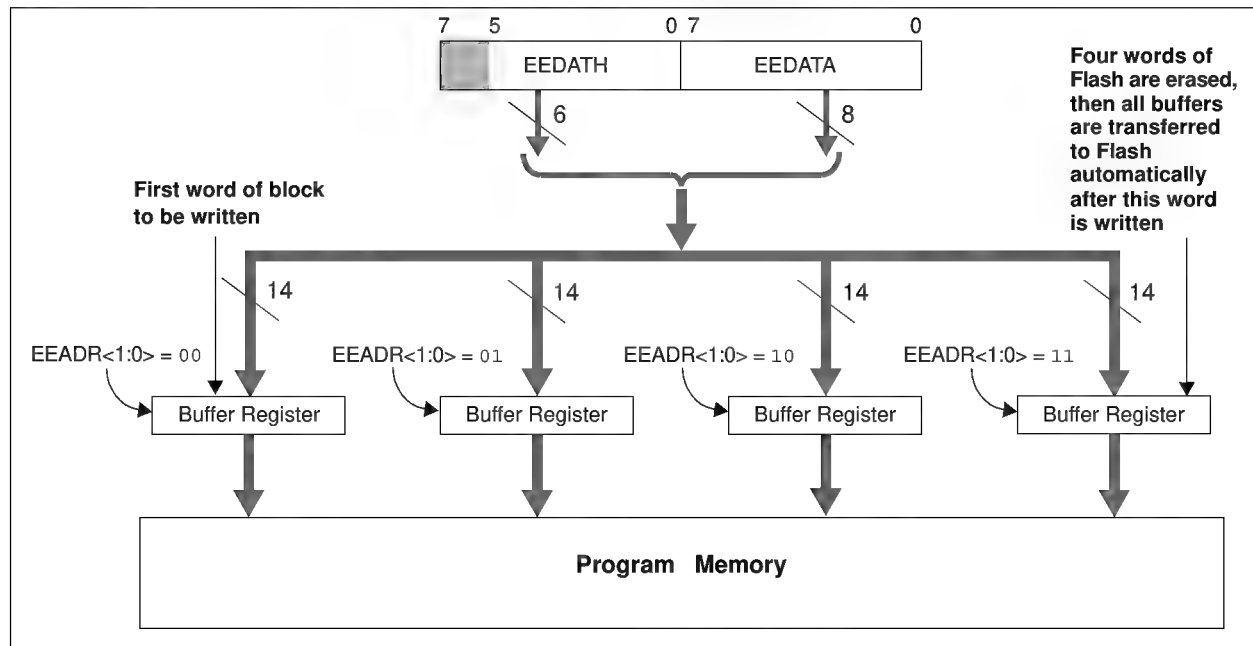 7 5 0 7 0
EEDATH EEDATA
6 8
Four words of
Flash are erased,
then all buffers
are transferred
to Flash
automatically
after this word
is written
First word of block
to be written
14 14 14 14
EEADR<1:0> = 00 EEADR<1:0> = 01 EEADR<1:0> = 10 EEADR<1:0> = 11
Buffer Register Buffer Register Buffer Register Buffer Register
Program Memory